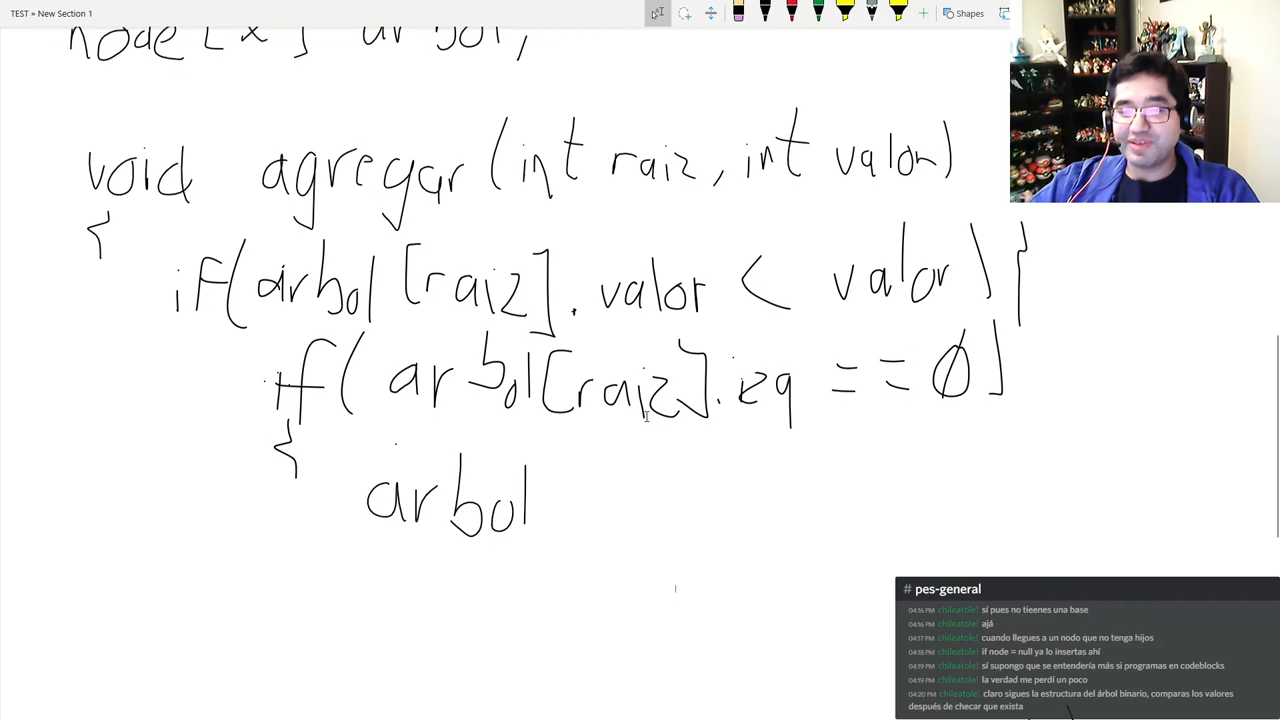 TEST » New Section 1
Shapes
node [x] arbol;
void agregar (int raiz, int valor)
{
if(arbol [raiz]. valor < valor){
if( arbol[raiz].izq ==0)
{
arbol
# pes-general
04:16 PM chileatole! sí pues no tieenes una base
04:16 PM chileatole! ajá
04:17 PM chileatole! cuando llegues a un nodo que no tenga hijos
04:18 PM chileatole! if node = null ya lo insertas ahí
04:19 PM chileatole! sí supongo que se entendería más si programas en codeblocks
04:19 PM chileatole! la verdad me perdí un poco
04:20 PM chileatole! claro sigues la estructura del árbol binario, comparas los valores
después de checar que exista